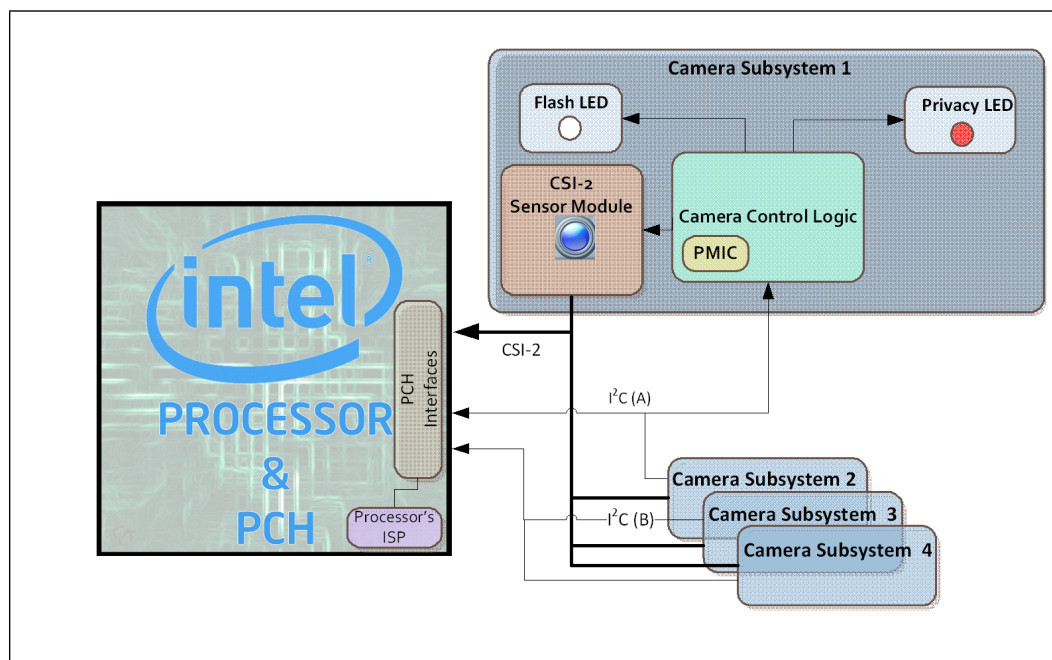 Camera Subsystem 1
Flash LED
Privacy LED
CSI-2
Sensor Module
Camera Control Logic
PMIC
intel®
PROCESSOR
&
PCH
PCH
Interfaces
Processor's
ISP
CSI-2
I²C (A)
I²C (B)
Camera Subsystem 2
Camera Subsystem 3
Camera Subsystem 4